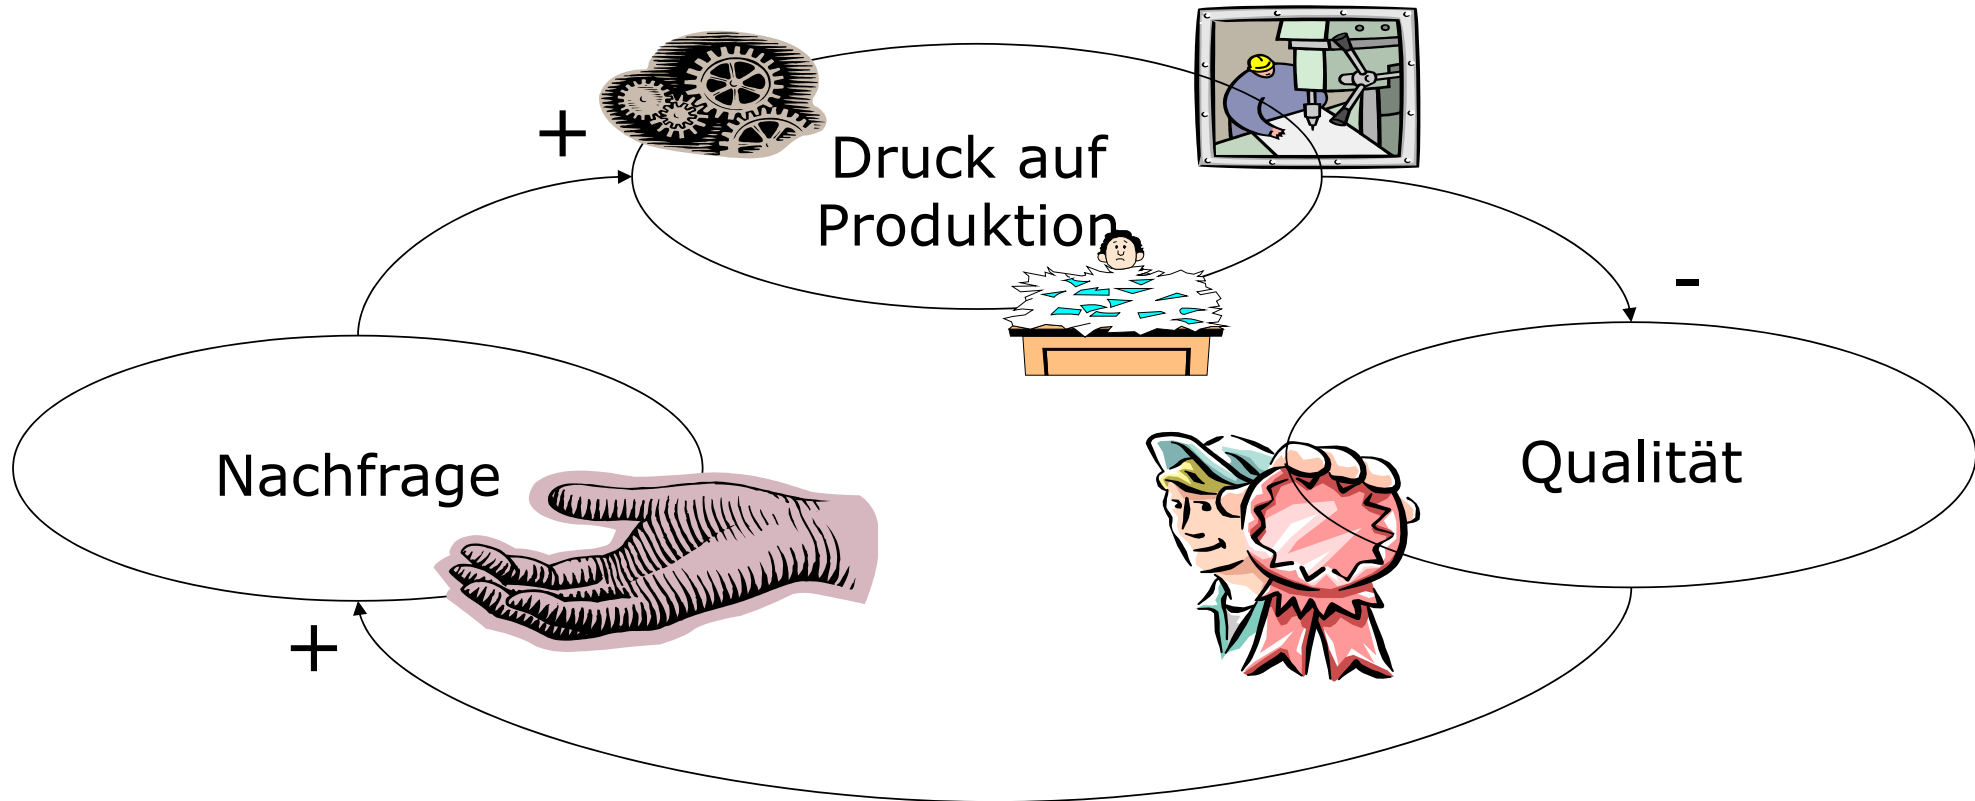 +
Druck auf
Produktion
-
Nachfrage
Qualität
+